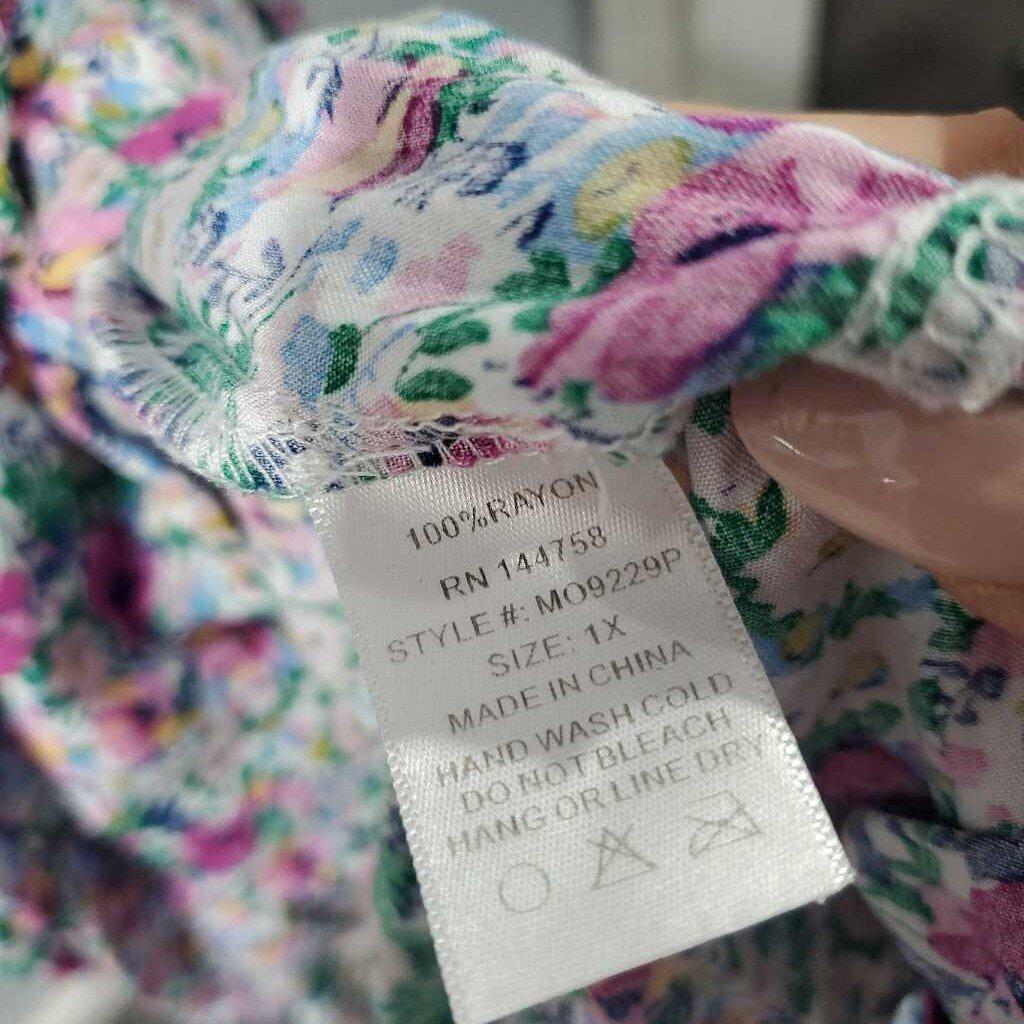 100%RAYON
RN 144758
STYLE #: MO9229P
SIZE: 1X
MADE IN CHINA
HAND WASH COLD
DO NOT BLEACH
HANG OR LINE DRY